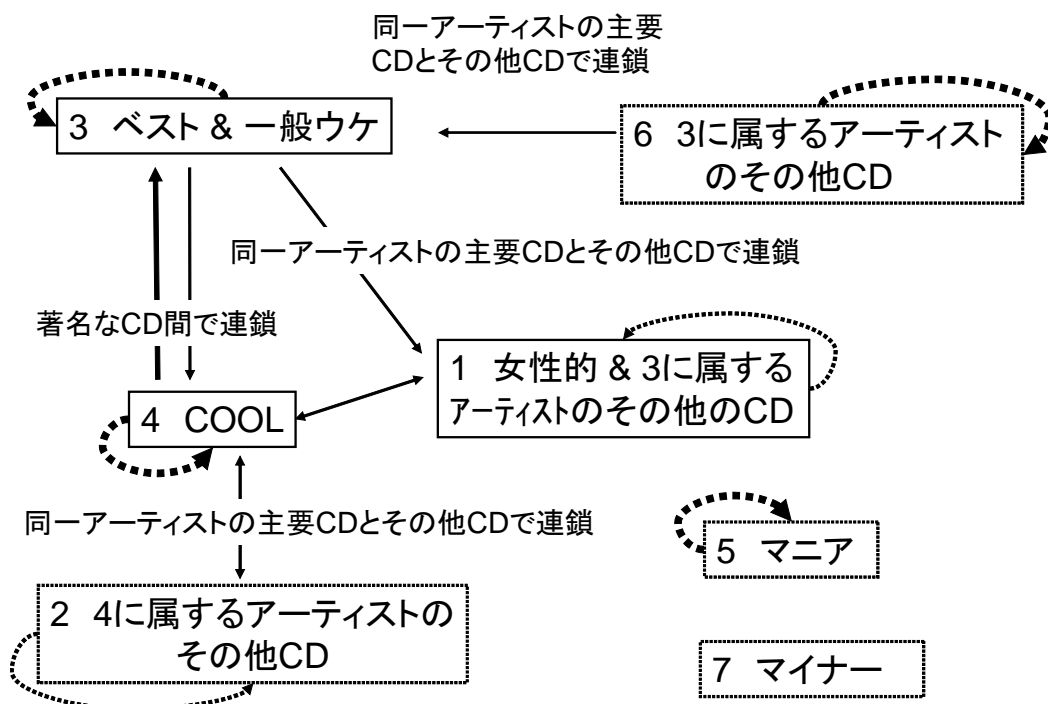 同一アーティストの主要
CDとその他CDで連鎖
3 ベスト & 一般ウケ
6 3に属するアーティスト
のその他CD
同一アーティストの主要CDとその他CDで連鎖
著名なCD間で連鎖
1 女性的 & 3に属する
アーティストのその他のCD
4 COOL
同一アーティストの主要CDとその他CDで連鎖
5 マニア
2 4に属するアーティストの
その他CD
7 マイナー